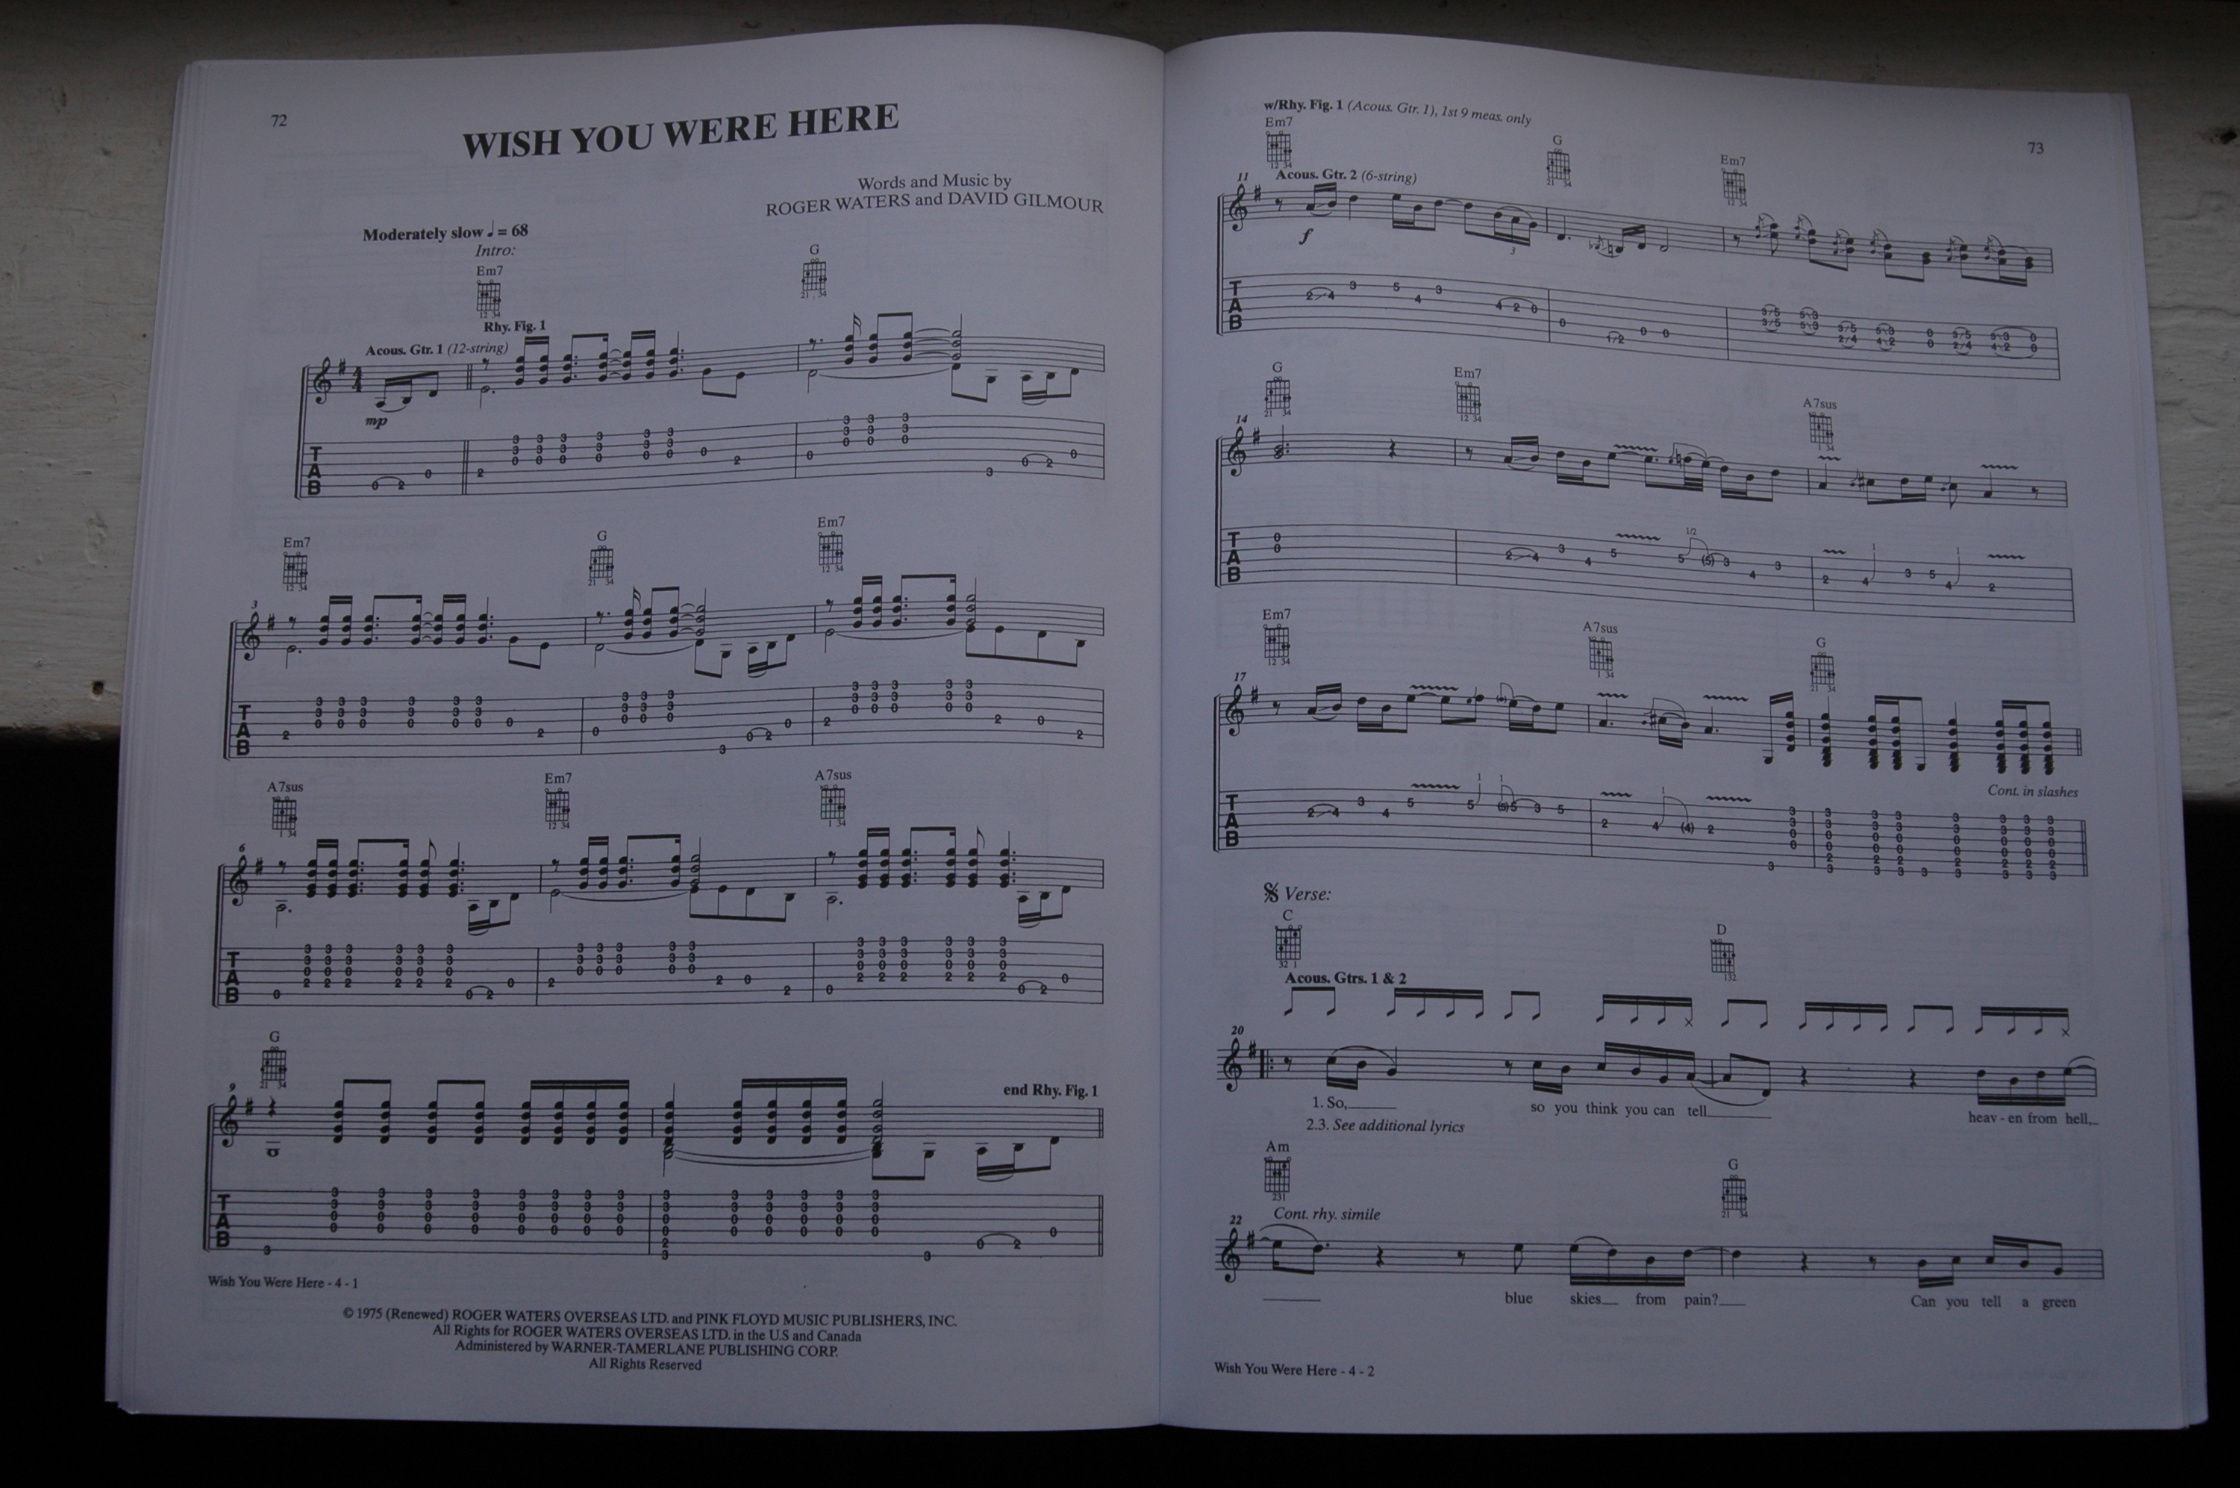 72
WISH YOU WERE HERE
Words and Music by
ROGER WATERS and DAVID GILMOUR
Moderately slow ♩ = 68
Intro:
Em7 G
Rhy. Fig. 1
Acous. Gtr. 1 (12-string)
mp
T
A
B
Em7 G Em7
3
T
A
B
A7sus Em7 A7sus
6
T
A
B
G
9
end Rhy. Fig. 1
T
A
B
Wish You Were Here - 4 - 1
© 1975 (Renewed) ROGER WATERS OVERSEAS LTD. and PINK FLOYD MUSIC PUBLISHERS, INC.
All Rights for ROGER WATERS OVERSEAS LTD. in the U.S and Canada
Administered by WARNER-TAMERLANE PUBLISHING CORP.
All Rights Reserved
73
w/Rhy. Fig. 1 (Acous. Gtr. 1), 1st 9 meas. only
Em7 G Em7
11
Acous. Gtr. 2 (6-string)
f
T
A
B
G Em7 A7sus
14
T
A
B
Em7 A7sus G
17
Cont. in slashes
T
A
B
Verse:
C D
Acous. Gtrs. 1 & 2
20
1. So, so you think you can tell heav - en from hell,
2.3. See additional lyrics
Am G
Cont. rhy. simile
22
blue skies from pain? Can you tell a green
Wish You Were Here - 4 - 2